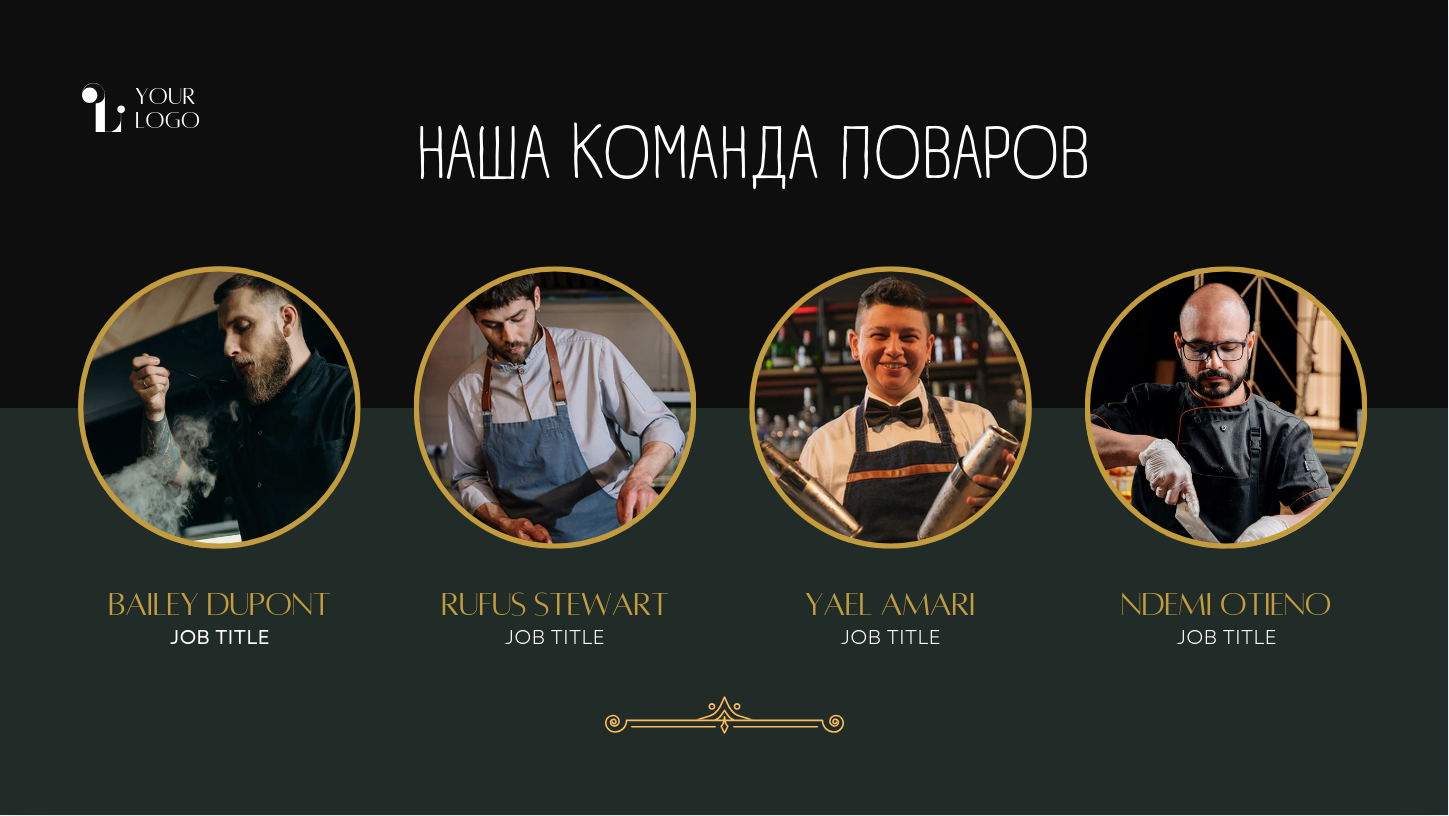 YOUR
LOGO
НАША КОМАНДА ПОВАРОВ
BAILEY DUPONT
JOB TITLE
RUFUS STEWART
JOB TITLE
YAEL AMARI
JOB TITLE
NDEMI OTIENO
JOB TITLE